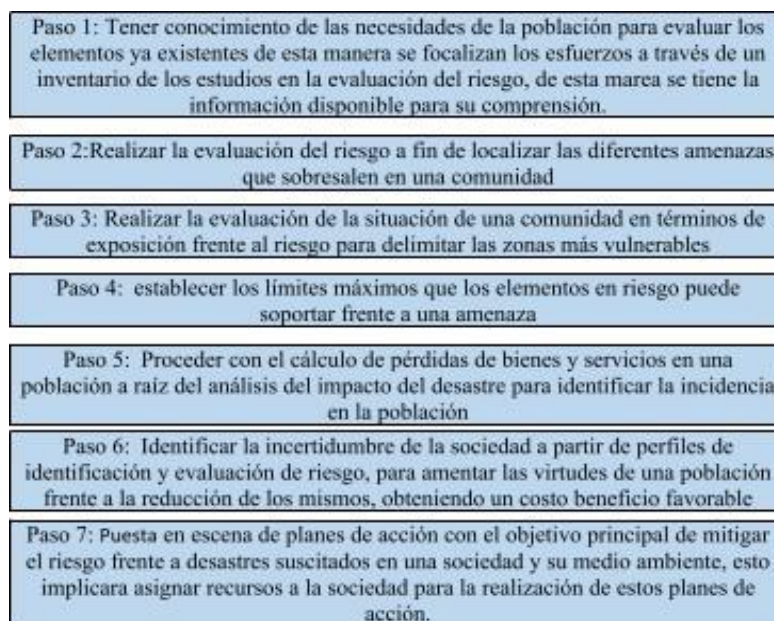 Paso 1: Tener conocimiento de las necesidades de la población para evaluar los
elementos ya existentes de esta manera se focalizan los esfuerzos a través de un
inventario de los estudios en la evaluación del riesgo, de esta marea se tiene la
información disponible para su comprensión.
Paso 2:Realizar la evaluación del riesgo a fin de localizar las diferentes amenazas
que sobresalen en una comunidad
Paso 3: Realizar la evaluación de la situación de una comunidad en términos de
exposición frente al riesgo para delimitar las zonas más vulnerables
Paso 4: establecer los límites máximos que los elementos en riesgo puede
soportar frente a una amenaza
Paso 5: Proceder con el cálculo de pérdidas de bienes y servicios en una
población a raíz del análisis del impacto del desastre para identificar la incidencia
en la población
Paso 6: Identificar la incertidumbre de la sociedad a partir de perfiles de
identificación y evaluación de riesgo, para amentar las virtudes de una población
frente a la reducción de los mismos, obteniendo un costo beneficio favorable
Paso 7: Puesta en escena de planes de acción con el objetivo principal de mitigar
el riesgo frente a desastres suscitados en una sociedad y su medio ambiente, esto
implicara asignar recursos a la sociedad para la realización de estos planes de
acción.